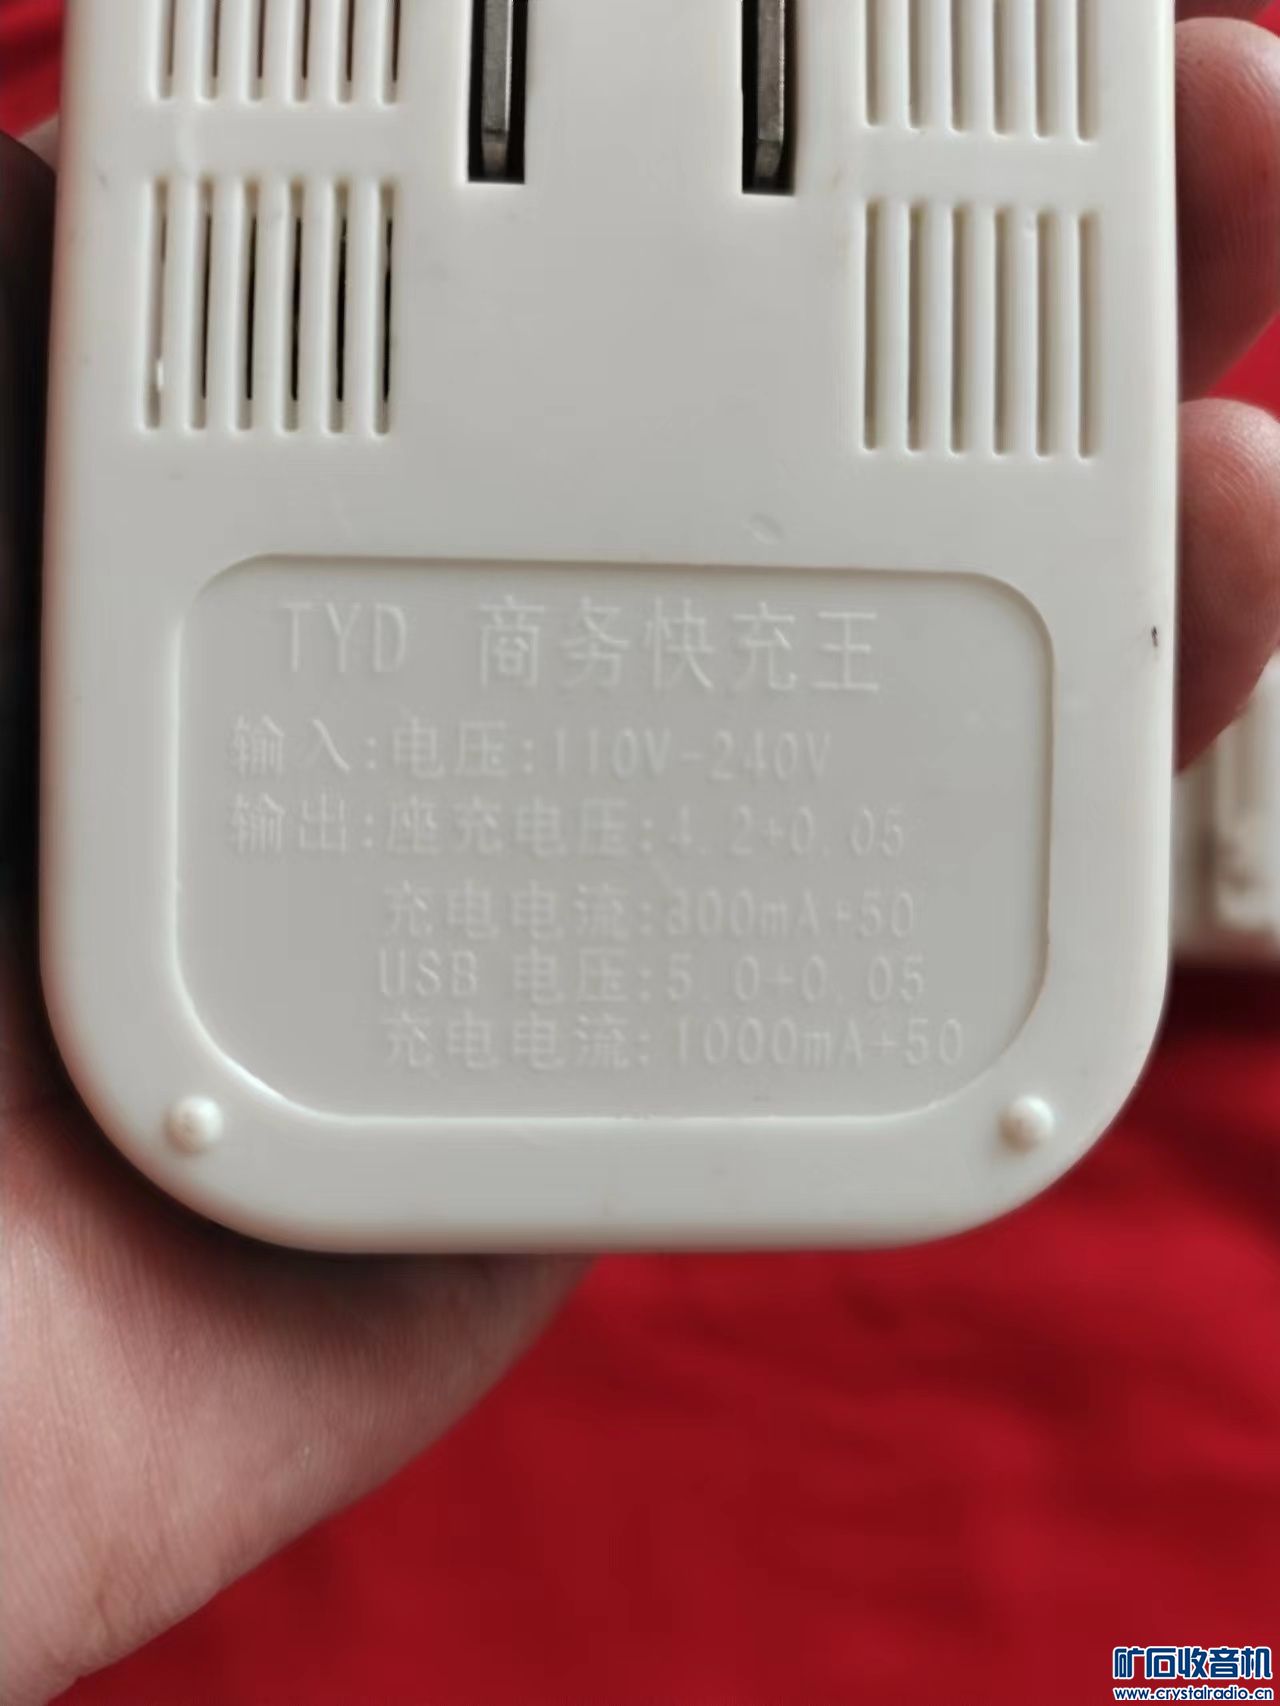 TYD 商务快充王
输入:电压:110V-240V
输出:座充电压:4.2+0.05
充电电流:300mA+50
USB 电压:5.0+0.05
充电电流:1000mA+50
矿石收音机
www.crystalradio.cn